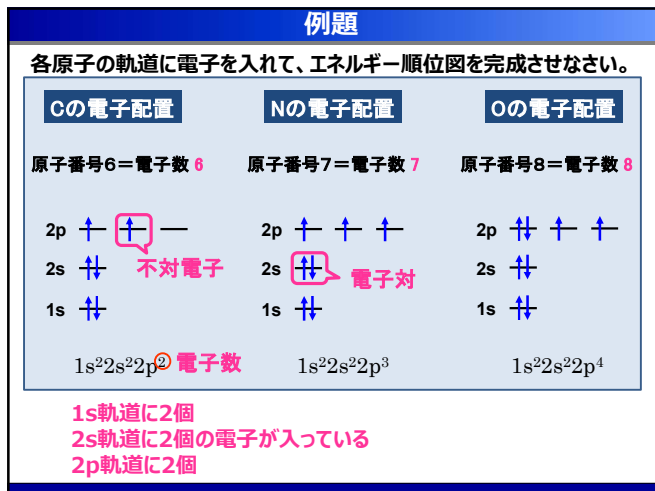 例題
各原子の軌道に電子を入れて、エネルギー順位図を完成させなさい。
Cの電子配置
Nの電子配置
Oの電子配置
原子番号6=電子数 6
原子番号7=電子数 7
原子番号8=電子数 8
2p
2s 不対電子
1s
1s²2s²2p² 電子数
2p
2s 電子対
1s
1s²2s²2p³
2p
2s
1s
1s²2s²2p⁴
1s軌道に2個
2s軌道に2個の電子が入っている
2p軌道に2個